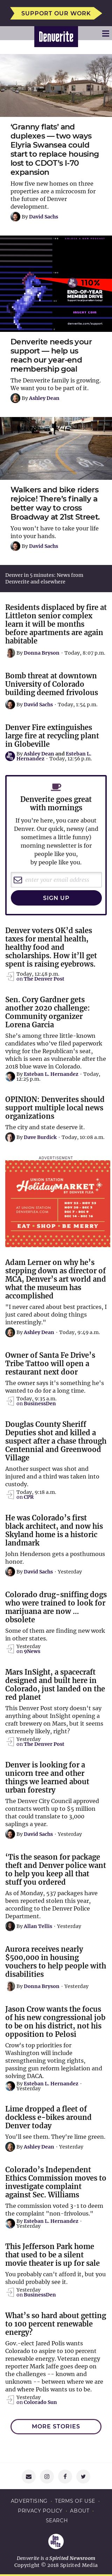 SUPPORT OUR WORK
Denverite
'Granny flats' and
duplexes — two ways
Elyria Swansea could
start to replace housing
lost to CDOT's I-70
expansion
How five new homes on three
properties are a microcosm for
the future of Denver
development.
By David Sachs
110%
END-OF-YEAR
MEMBER DRIVE
Denverite needs your
support — help us
reach our year-end
membership goal
The Denverite family is growing.
We want you to be part of it.
By Ashley Dean
Walkers and bike riders
rejoice! There's finally a
better way to cross
Broadway at 21st Street.
You won't have to take your life
into your hands.
By David Sachs
Denver in 5 minutes: News from
Denverite and elsewhere
Residents displaced by fire at
Littleton senior complex
learn it will be months
before apartments are again
habitable
By Donna Bryson · Today, 8:07 p.m.
Bomb threat at downtown
University of Colorado
building deemed frivolous
By David Sachs · Today, 1:54 p.m.
Denver Fire extinguishes
large fire at recycling plant
in Globeville
By Ashley Dean and Esteban L.
Hernandez · Today, 12:56 p.m.
Denverite goes great
with mornings
If you're here, you care about
Denver. Our quick, newsy (and
sometimes a little funny)
morning newsletter is for
people like you,
by people like you.
enter your email address
SIGN UP
Denver voters OK'd sales
taxes for mental health,
healthy food and
scholarships. How it'll get
spent is raising eyebrows.
Today, 12:48 p.m.
on The Denver Post
Sen. Cory Gardner gets
another 2020 challenge:
Community organizer
Lorena Garcia
She's among three little-known
Democrats who've filed paperwork to
vying for the Republican's seat,
which is seen as vulnerable after the
2018 blue wave in Colorado.
By Esteban L. Hernandez · Today,
12:25 p.m.
OPINION: Denverites should
support multiple local news
organizations
The city and state deserve it.
By Dave Burdick · Today, 10:08 a.m.
ADVERTISEMENT
HOLIDAY MARKET
EAT · SHOP · BE MERRY
Adam Lerner on why he's
stepping down as director of
MCA, Denver's art world and
what the museum has
accomplished
"I never cared about best practices, I
just cared about doing things
interestingly."
By Ashley Dean · Today, 9:49 a.m.
Owner of Santa Fe Drive's
Tribe Tattoo will open a
restaurant next door
The owner says it's something he's
wanted to do for a long time.
Today, 9:35 a.m.
on BusinessDen
Douglas County Sheriff
Deputies shot and killed a
suspect after a chase through
Centennial and Greenwood
Village
Another suspect was shot and
injured and a third was taken into
custody.
Today, 9:18 a.m.
on CPR
He was Colorado's first
black architect, and now his
Skyland home is a historic
landmark
John Henderson gets a posthumous
honor.
By David Sachs · Yesterday
Colorado drug-sniffing dogs
who were trained to look for
marijuana are now …
obsolete
Some of them are finding new work
in other states.
Yesterday
on 9News
Mars InSight, a spacecraft
designed and built here in
Colorado, just landed on the
red planet
This Denver Post story doesn't say
anything about InSight opening a
craft brewery on Mars, but it seems
extremely likely, right?
Yesterday
on The Denver Post
Denver is looking for a
unicorn tree and other
things we learned about
urban forestry
The Denver City Council approved
contracts worth up to $5 million
that could translate to 3,000
saplings a year.
By David Sachs · Yesterday
'Tis the season for package
theft and Denver police want
to help you keep all that
stuff you ordered
As of Monday, 537 packages have
been reported stolen this year,
according to the Denver Police
Department.
By Allan Tellis · Yesterday
Aurora receives nearly
$500,000 in housing
vouchers to help people with
disabilities
By Donna Bryson · Yesterday
Jason Crow wants the focus
of his new congressional job
to be on his district, not his
opposition to Pelosi
Crow's top priorities for
Washington will include
strengthening voting rights,
passing gun reform legislation and
solving DACA.
By Esteban L. Hernandez ·
Yesterday
Lime dropped a fleet of
dockless e-bikes around
Denver today
You'll see them. They're lime green.
By Ashley Dean · Yesterday
Colorado's Independent
Ethics Commission moves to
investigate complaint
against Sec. Williams
The commission voted 3-1 to deem
the complaint "non-frivolous."
By Esteban L. Hernandez ·
Yesterday
This Jefferson Park home
that used to be a silent
movie theater is up for sale
You probably can't afford it, but you
should probably see it.
Yesterday
on BusinessDen
What's so hard about getting
to 100 percent renewable
energy?
Gov.-elect Jared Polis wants
Colorado to aspire to 100 percent
renewable energy. Veteran energy
reporter Mark Jaffe goes deep on
the challenges — knowns and
unknowns — between where we are
and where Polis wants us to be.
Yesterday
on Colorado Sun
MORE STORIES
ADVERTISING · TERMS OF USE ·
PRIVACY POLICY · ABOUT ·
SEARCH
Denverite is a Spirited Newsroom
Copyright © 2018 Spirited Media